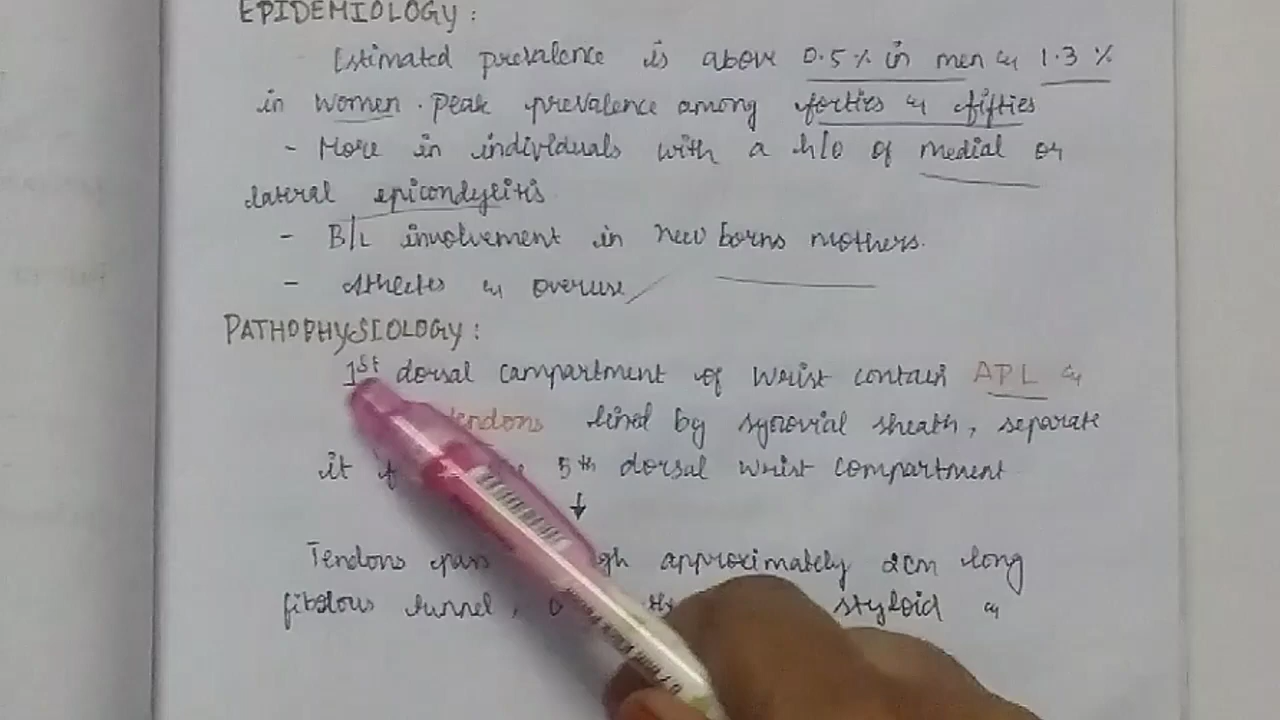 EPIDEMIOLOGY:
Estimated prevalence is above 0.5% in men & 1.3%
in women. Peak prevalence among forties & fifties
- More in individuals with a h/o of medial or
lateral epicondylitis.
- B/L involvement in new borns mothers.
- Athletes & overuse
PATHOPHYSIOLOGY:
1st dorsal compartment of wrist contain APL &
tendons lined by synovial sheath, separate
it 5th dorsal wrist compartment
↓
Tendons pass approximately 2cm long
tunnel, styloid &